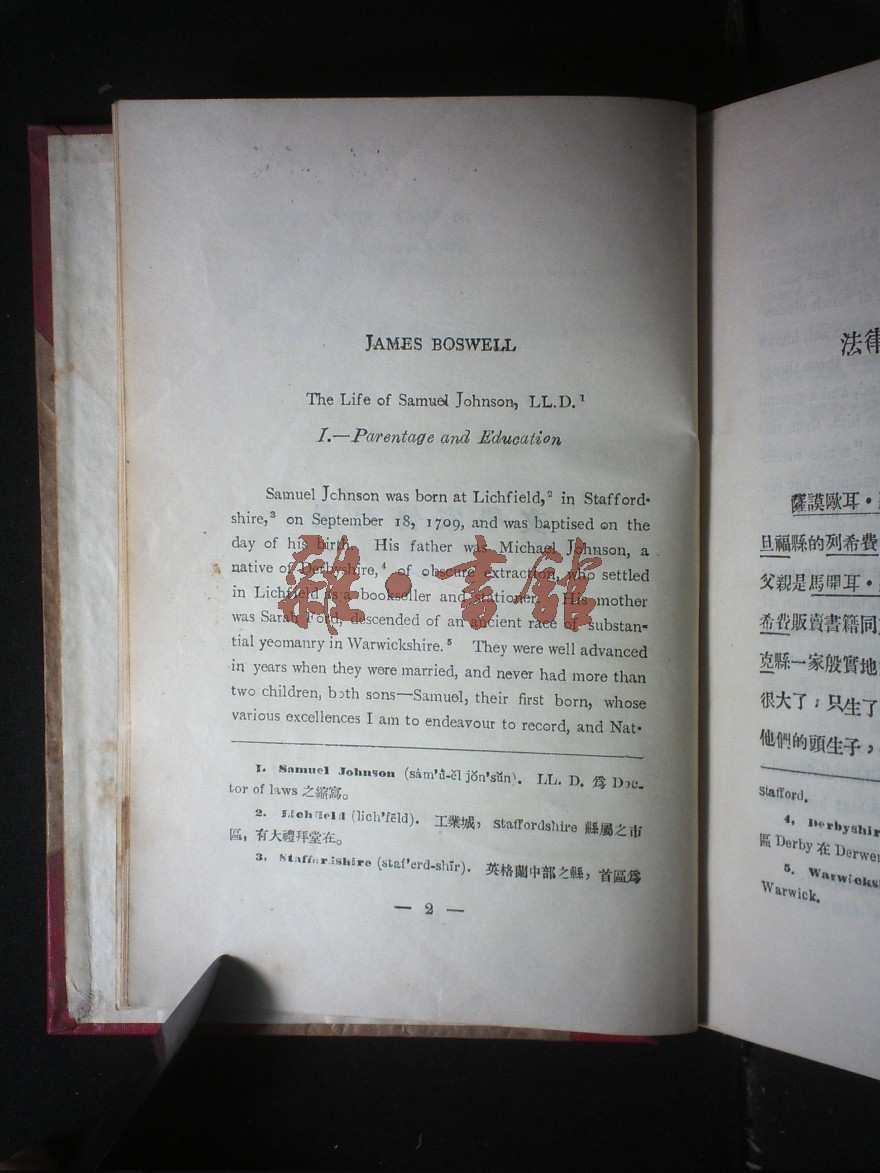 JAMES BOSWELL
The Life of Samuel Johnson, LL.D.¹
I.—Parentage and Education
Samuel Johnson was born at Lichfield,² in Stafford-
shire,³ on September 18, 1709, and was baptised on the
day of his birth. His father was Michael Johnson, a
native of Derbyshire,⁴ of obscure extraction, who settled
in Lichfield as a bookseller and stationer. His mother
was Sarah Ford, descended of an ancient race of substan-
tial yeomanry in Warwickshire.⁵ They were well advanced
in years when they were married, and never had more than
two children, both sons—Samuel, their first born, whose
various excellences I am to endeavour to record, and Nat-
1. Samuel Johnson (săm'ū-ĕl jŏn'sŭn). LL. D. 爲 Doc-
tor of laws 之縮寫。
2. Lichfield (lich'fēld). 工業城, Staffordshire 縣屬之市
區,有大禮拜堂在。
3. Staffordshire (staf'erd-shĭr). 英格蘭中部之縣,首區爲
— 2 —
雜·書館
法律
薩謨歐耳·
旦福縣的列希費
父親是馬開耳·
希費販賣書籍同
克縣一家殷實地
很大了,只生了
他們的頭生子,
Stafford.
4, Derbyshir
區 Derby 在 Derwe
5. Warwicks
Warwick.